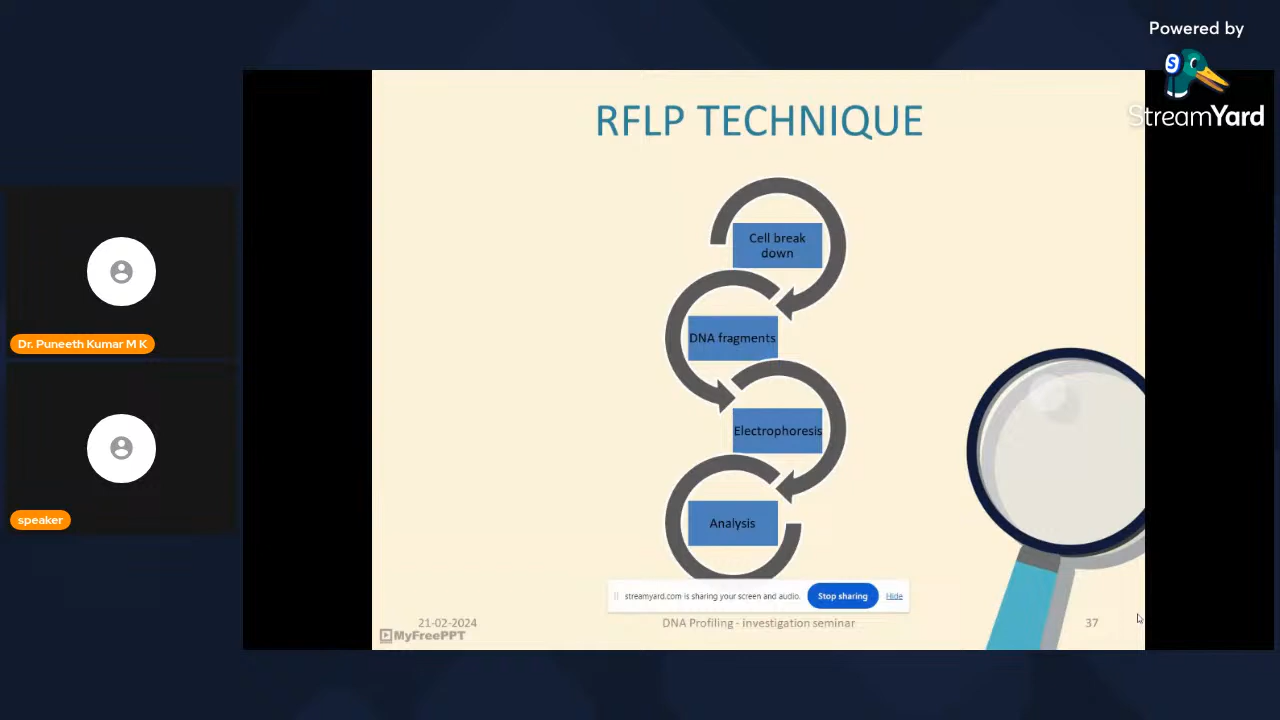 Powered by
StreamYard
RFLP TECHNIQUE
Cell break
down
DNA fragments
Electrophoresis
Analysis
Dr. Puneeth Kumar M K
speaker
streamyard.com is sharing your screen and audio.
Stop sharing
Hide
21-02-2024
DNA Profiling - investigation seminar
37
MyFreePPT